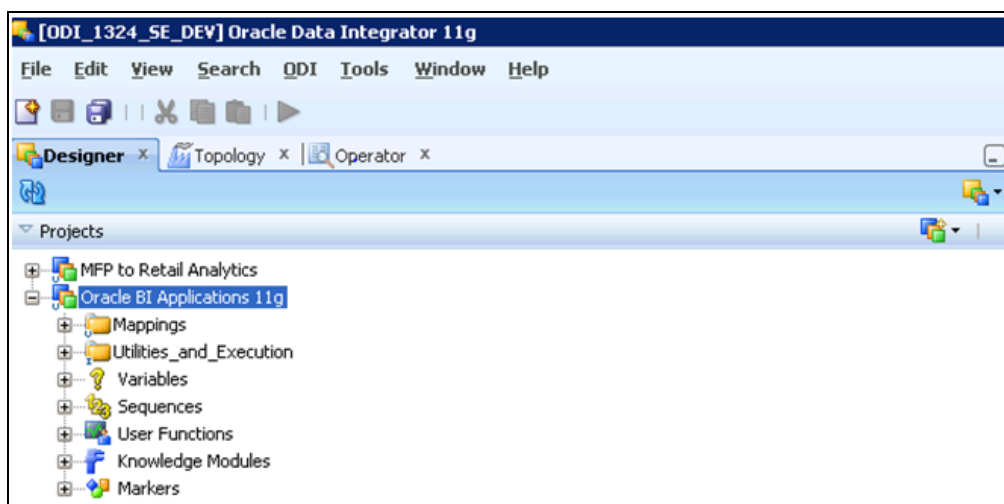 [ODI_1324_SE_DEV] Oracle Data Integrator 11g
File Edit View Search ODI Tools Window Help
Designer x Topology x Operator x
Projects
MFP to Retail Analytics
Oracle BI Applications 11g
Mappings
Utilities_and_Execution
Variables
Sequences
User Functions
Knowledge Modules
Markers